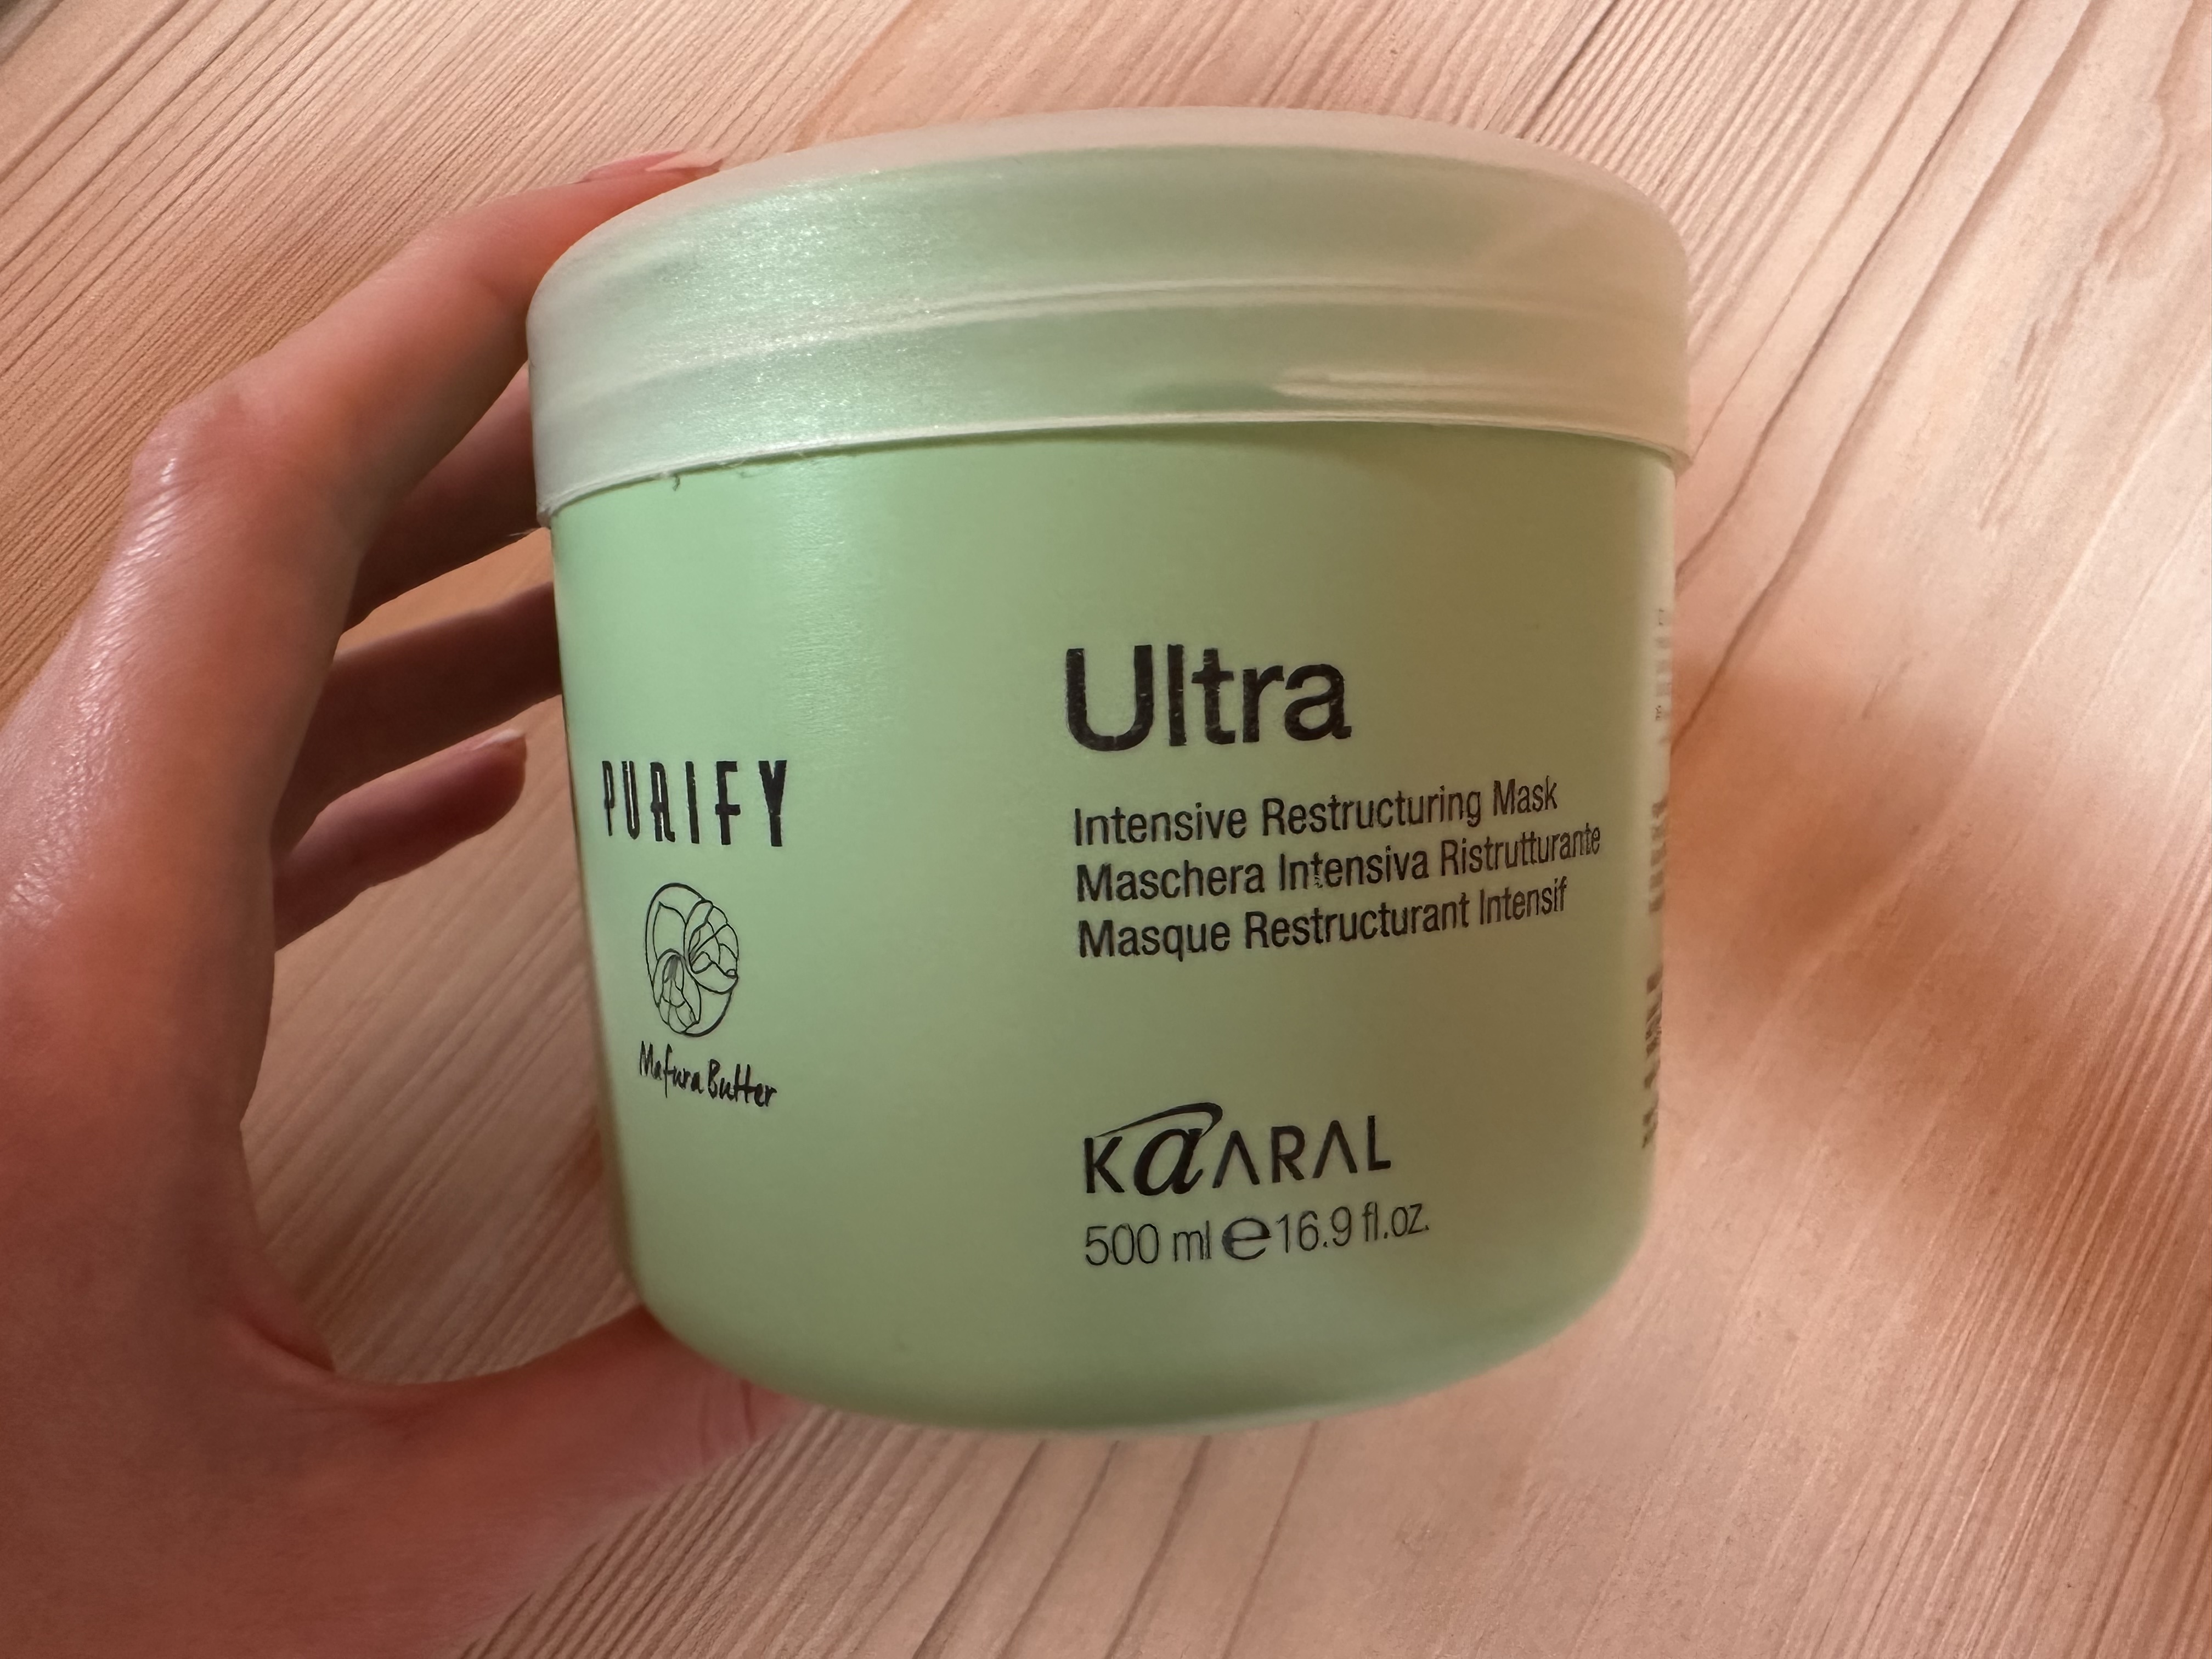 PURIFY
Mafura Butter
Ultra
Intensive Restructuring Mask
Maschera Intensiva Ristrutturante
Masque Restructurant Intensif
KAARAL
500 ml e 16.9 fl.oz.